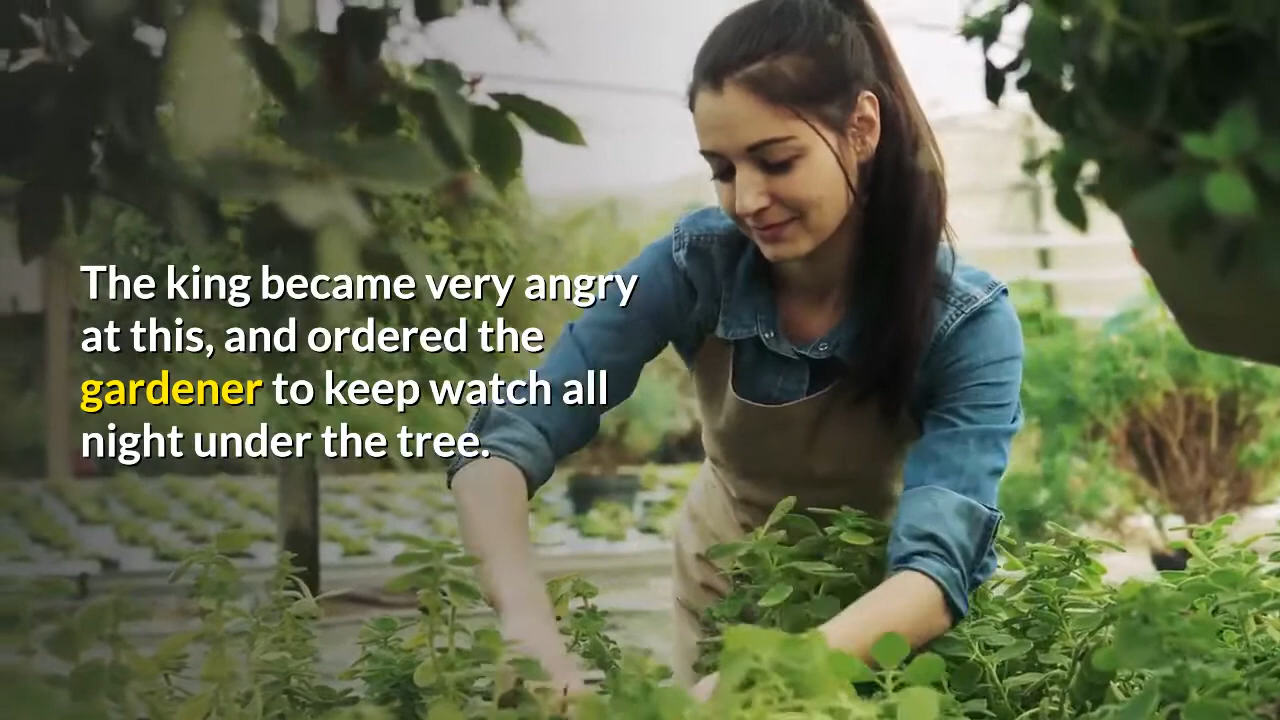 The king became very angry
at this, and ordered the
gardener to keep watch all
night under the tree.